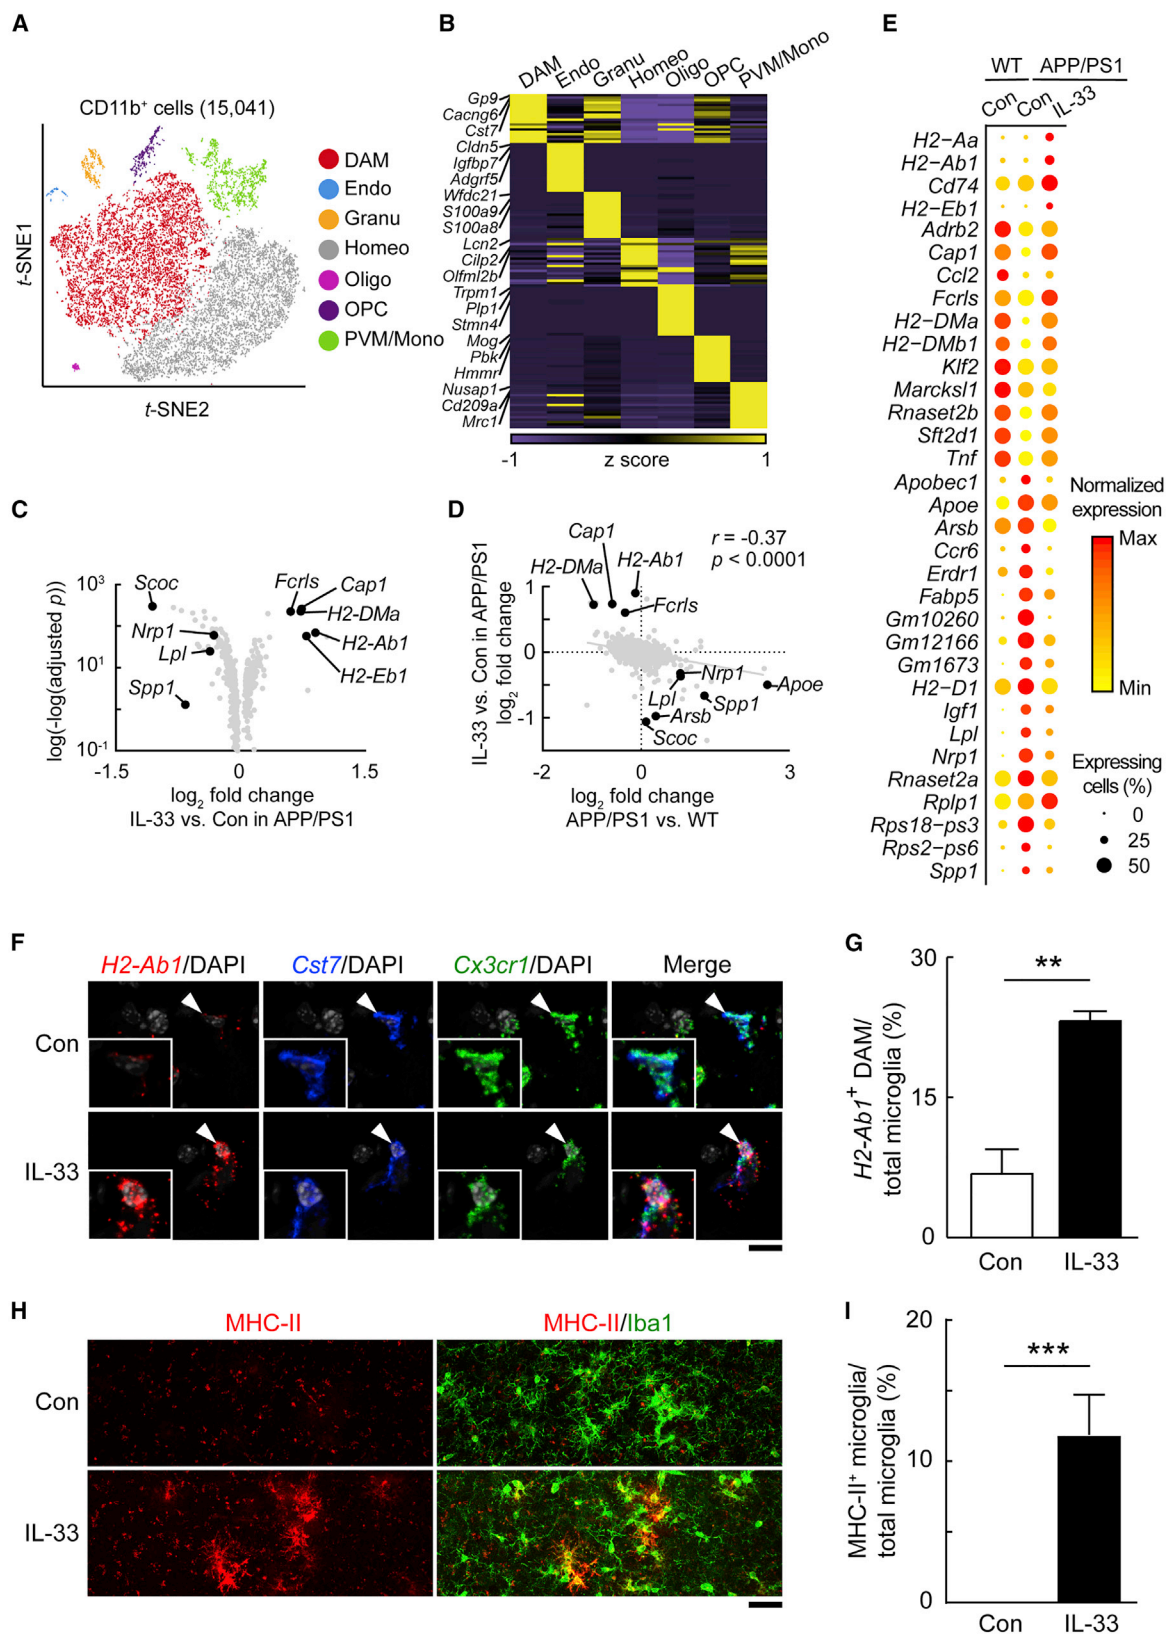 A
CD11b+ cells (15,041)
t-SNE1
t-SNE2
DAM
Endo
Granu
Homeo
Oligo
OPC
PVM/Mono
B
DAM
Endo
Granu
Homeo
Oligo
OPC
PVM/Mono
Gp9
Cacng6
Cst7
Cldn5
Igfbp7
Adgrf5
Wfdc21
S100a9
S100a8
Lcn2
Cilp2
Olfml2b
Trpm1
Plp1
Stmn4
Mog
Pbk
Hmmr
Nusap1
Cd209a
Mrc1
-1
z score
1
C
log(-log(adjusted p))
10³
10¹
10⁻¹
Scoc
Nrp1
Lpl
Spp1
Fcrls
Cap1
H2-DMa
H2-Ab1
H2-Eb1
-1.5
0
1.5
log₂ fold change
IL-33 vs. Con in APP/PS1
D
IL-33 vs. Con in APP/PS1
log₂ fold change
Cap1
H2-DMa
H2-Ab1
Fcrls
r = -0.37
p < 0.0001
1
0
-1
Nrp1
Lpl
Apoe
Spp1
Arsb
Scoc
-2
0
3
log₂ fold change
APP/PS1 vs. WT
E
WT
APP/PS1
Con
Con
IL-33
H2-Aa
H2-Ab1
Cd74
H2-Eb1
Adrb2
Cap1
Ccl2
Fcrls
H2-DMa
H2-DMb1
Klf2
Marcksl1
Rnaset2b
Sft2d1
Tnf
Apobec1
Apoe
Arsb
Ccr6
Erdr1
Fabp5
Gm10260
Gm12166
Gm1673
H2-D1
Igf1
Lpl
Nrp1
Rnaset2a
Rplp1
Rps18-ps3
Rps2-ps6
Spp1
Normalized
expression
Max
Min
Expressing
cells (%)
0
25
50
F
H2-Ab1/DAPI
Cst7/DAPI
Cx3cr1/DAPI
Merge
Con
IL-33
G
H2-Ab1+ DAM/
total microglia (%)
30
15
0
**
Con
IL-33
H
MHC-II
MHC-II/Iba1
Con
IL-33
I
MHC-II+ microglia/
total microglia (%)
20
10
0
***
Con
IL-33